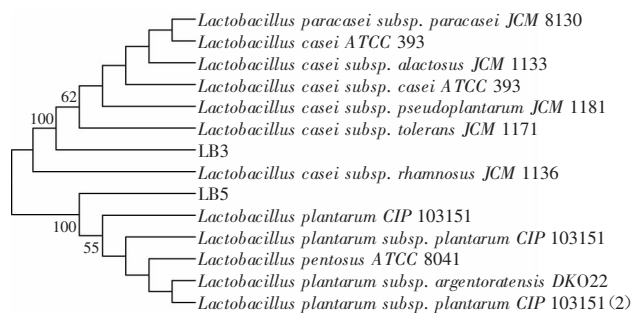 Lactobacillus paracasei subsp. paracasei JCM 8130
Lactobacillus casei ATCC 393
Lactobacillus casei subsp. alactosus JCM 1133
Lactobacillus casei subsp. casei ATCC 393
62
Lactobacillus casei subsp. pseudoplantarum JCM 1181
100
Lactobacillus casei subsp. tolerans JCM 1171
LB3
Lactobacillus casei subsp. rhamnosus JCM 1136
LB5
Lactobacillus plantarum CIP 103151
100
Lactobacillus plantarum subsp. plantarum CIP 103151
55
Lactobacillus pentosus ATCC 8041
Lactobacillus plantarum subsp. argentoratensis DKO22
Lactobacillus plantarum subsp. plantarum CIP 103151(2)